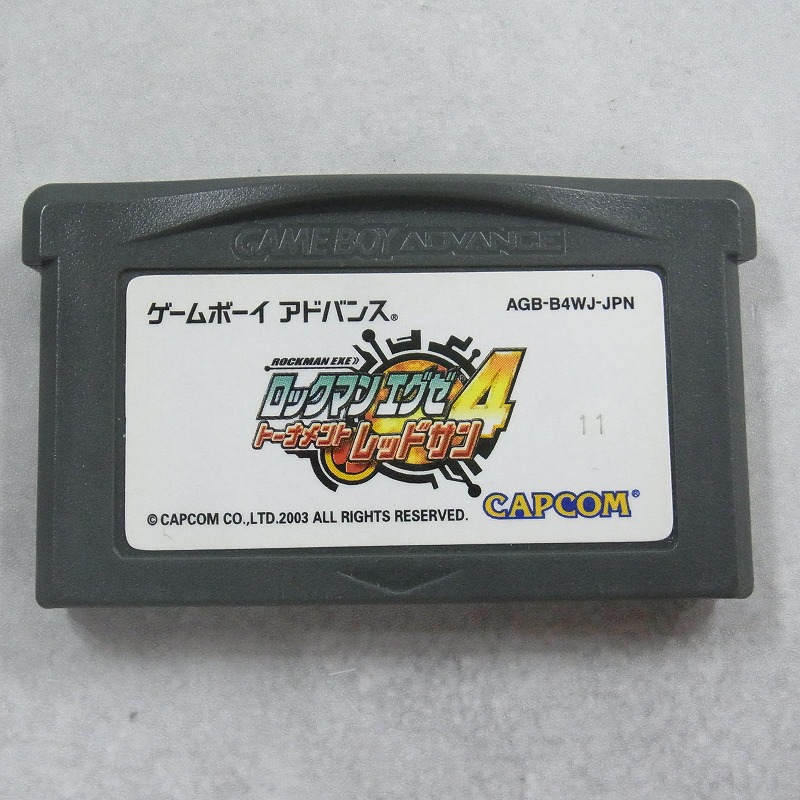 GAME BOY ADVANCE
ゲームボーイ アドバンス®
AGB-B4WJ-JPN
ROCKMAN EXE»
ロックマン エグゼ 4
トーナメント レッドサン
11
CAPCOM®
© CAPCOM CO.,LTD.2003 ALL RIGHTS RESERVED.